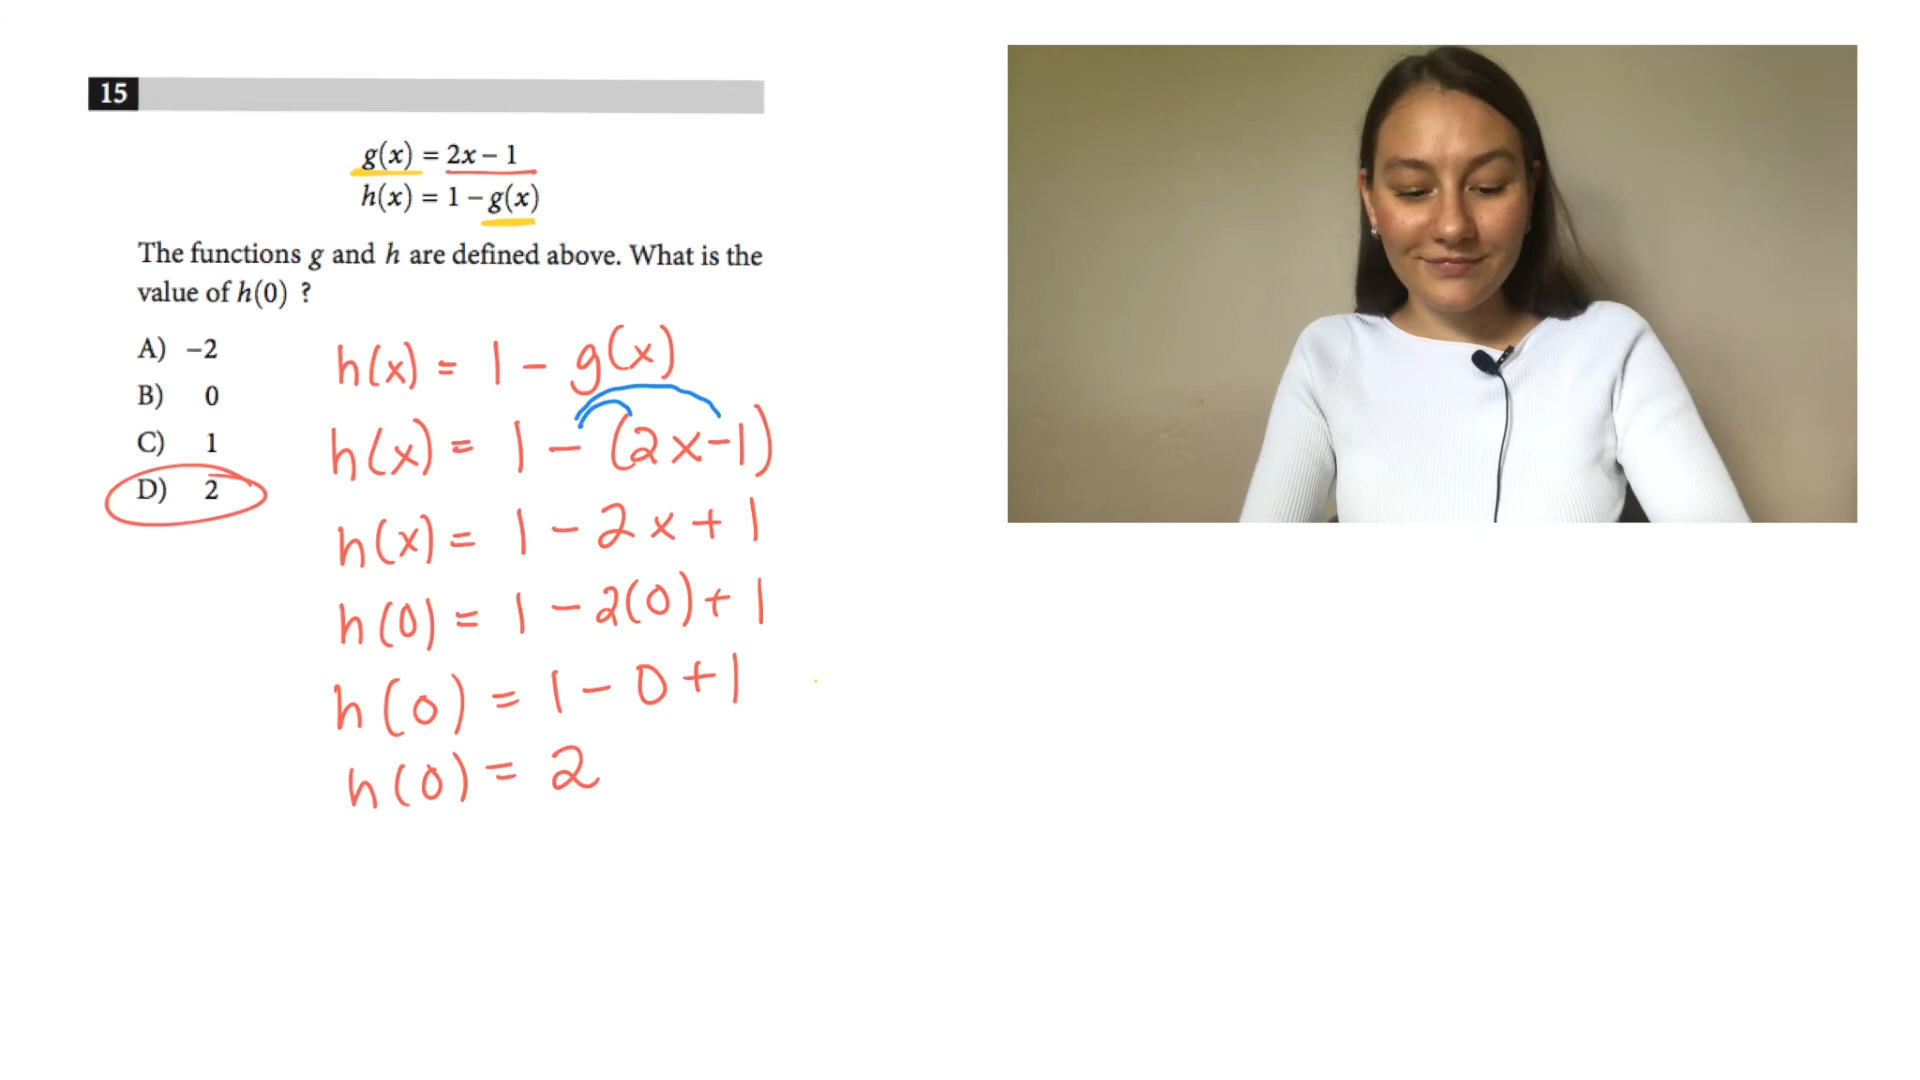 15
g(x) = 2x – 1
h(x) = 1 – g(x)
The functions g and h are defined above. What is the
value of h(0) ?
A) –2
B) 0
C) 1
D) 2
h(x) = 1 - g(x)
h(x) = 1 - (2x-1)
h(x) = 1 - 2x + 1
h(0) = 1 - 2(0) + 1
h(0) = 1 - 0 + 1
h(0) = 2